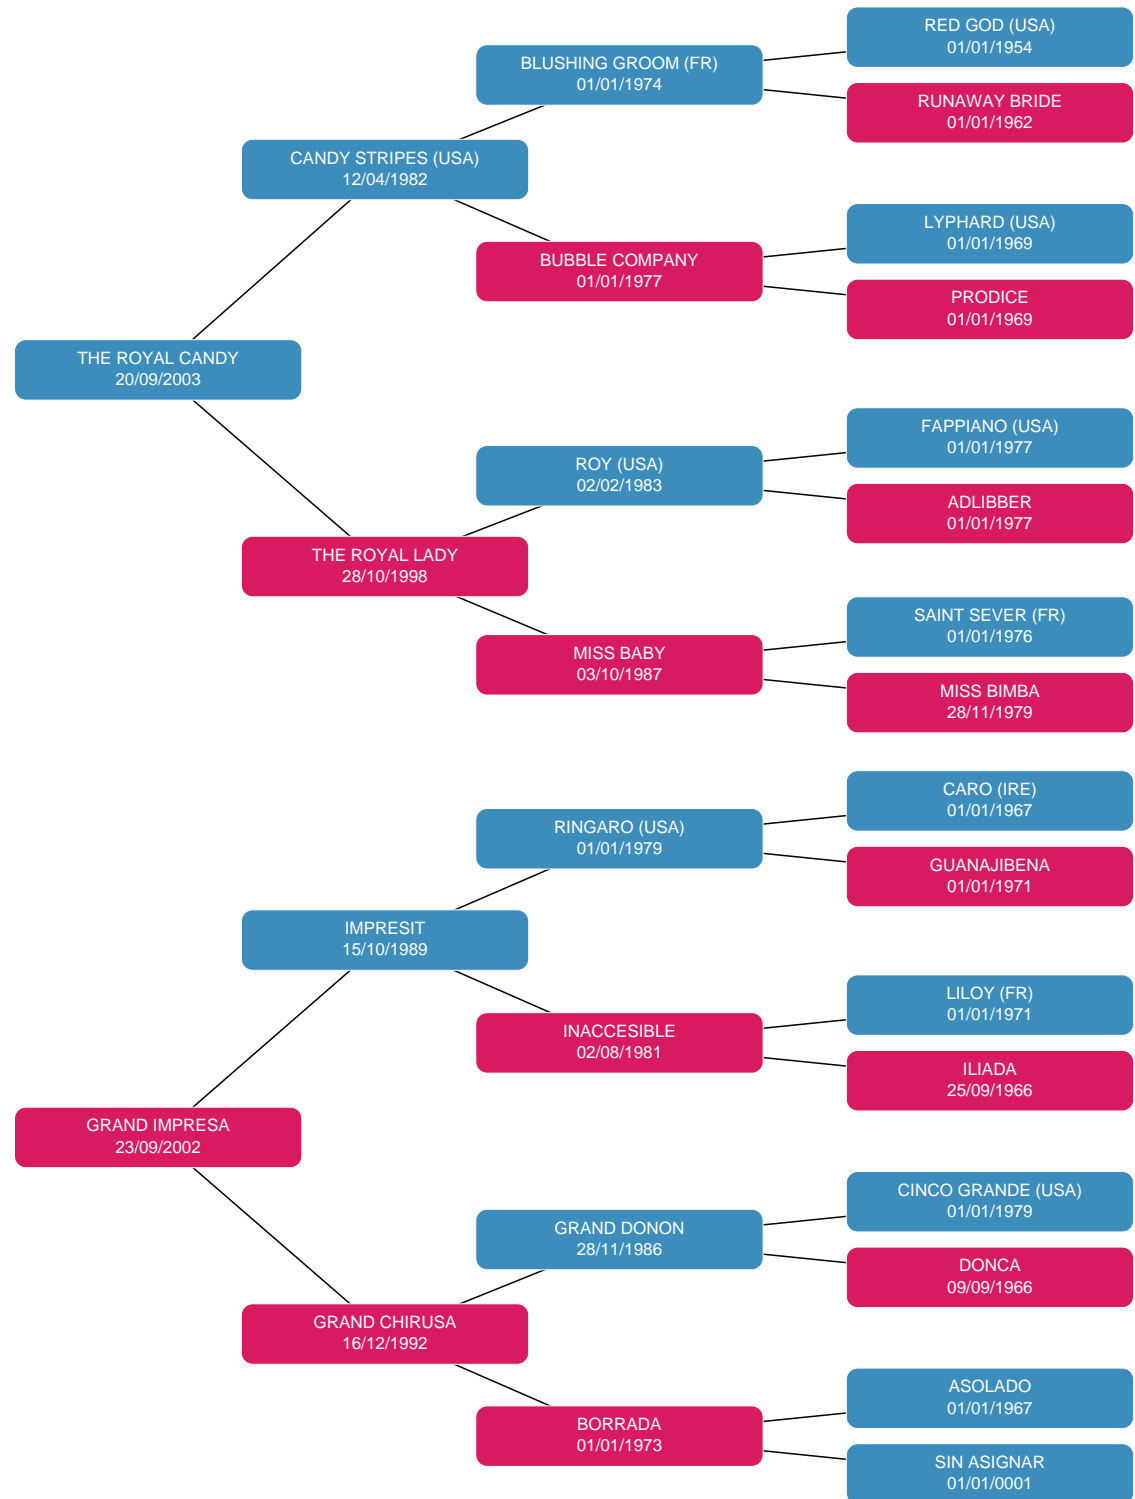 RED GOD (USA)
01/01/1954
BLUSHING GROOM (FR)
01/01/1974
RUNAWAY BRIDE
01/01/1962
CANDY STRIPES (USA)
12/04/1982
LYPHARD (USA)
01/01/1969
BUBBLE COMPANY
01/01/1977
PRODICE
01/01/1969
THE ROYAL CANDY
20/09/2003
FAPPIANO (USA)
01/01/1977
ROY (USA)
02/02/1983
ADLIBBER
01/01/1977
THE ROYAL LADY
28/10/1998
SAINT SEVER (FR)
01/01/1976
MISS BABY
03/10/1987
MISS BIMBA
28/11/1979
CARO (IRE)
01/01/1967
RINGARO (USA)
01/01/1979
GUANAJIBENA
01/01/1971
IMPRESIT
15/10/1989
LILOY (FR)
01/01/1971
INACCESIBLE
02/08/1981
ILIADA
25/09/1966
GRAND IMPRESA
23/09/2002
CINCO GRANDE (USA)
01/01/1979
GRAND DONON
28/11/1986
DONCA
09/09/1966
GRAND CHIRUSA
16/12/1992
ASOLADO
01/01/1967
BORRADA
01/01/1973
SIN ASIGNAR
01/01/0001